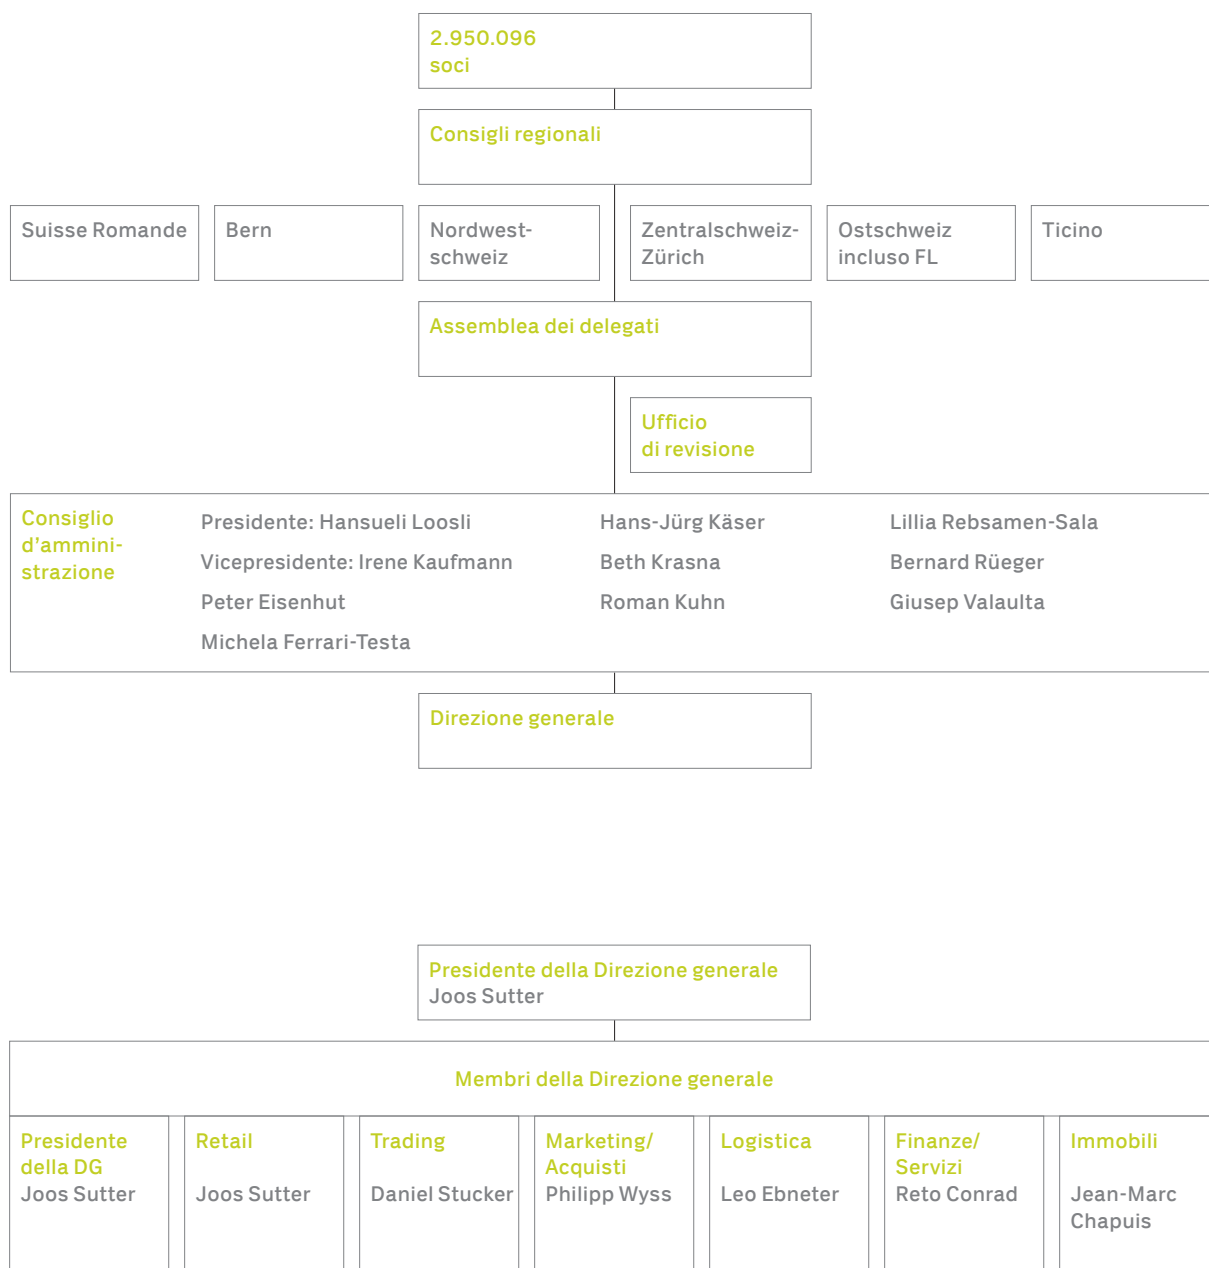 2.950.096
soci
Consigli regionali
Suisse Romande
Bern
Nordwest-
schweiz
Zentralschweiz-
Zürich
Ostschweiz
incluso FL
Ticino
Assemblea dei delegati
Ufficio
di revisione
Consiglio
d’ammini-
strazione
Presidente: Hansueli Loosli
Vicepresidente: Irene Kaufmann
Peter Eisenhut
Michela Ferrari-Testa
Hans-Jürg Käser
Beth Krasna
Roman Kuhn
Lillia Rebsamen-Sala
Bernard Rüeger
Giusep Valaulta
Direzione generale
Presidente della Direzione generale
Joos Sutter
Membri della Direzione generale
Presidente
della DG
Joos Sutter
Retail
Joos Sutter
Trading
Daniel Stucker
Marketing/
Acquisti
Philipp Wyss
Logistica
Leo Ebneter
Finanze/
Servizi
Reto Conrad
Immobili
Jean-Marc
Chapuis